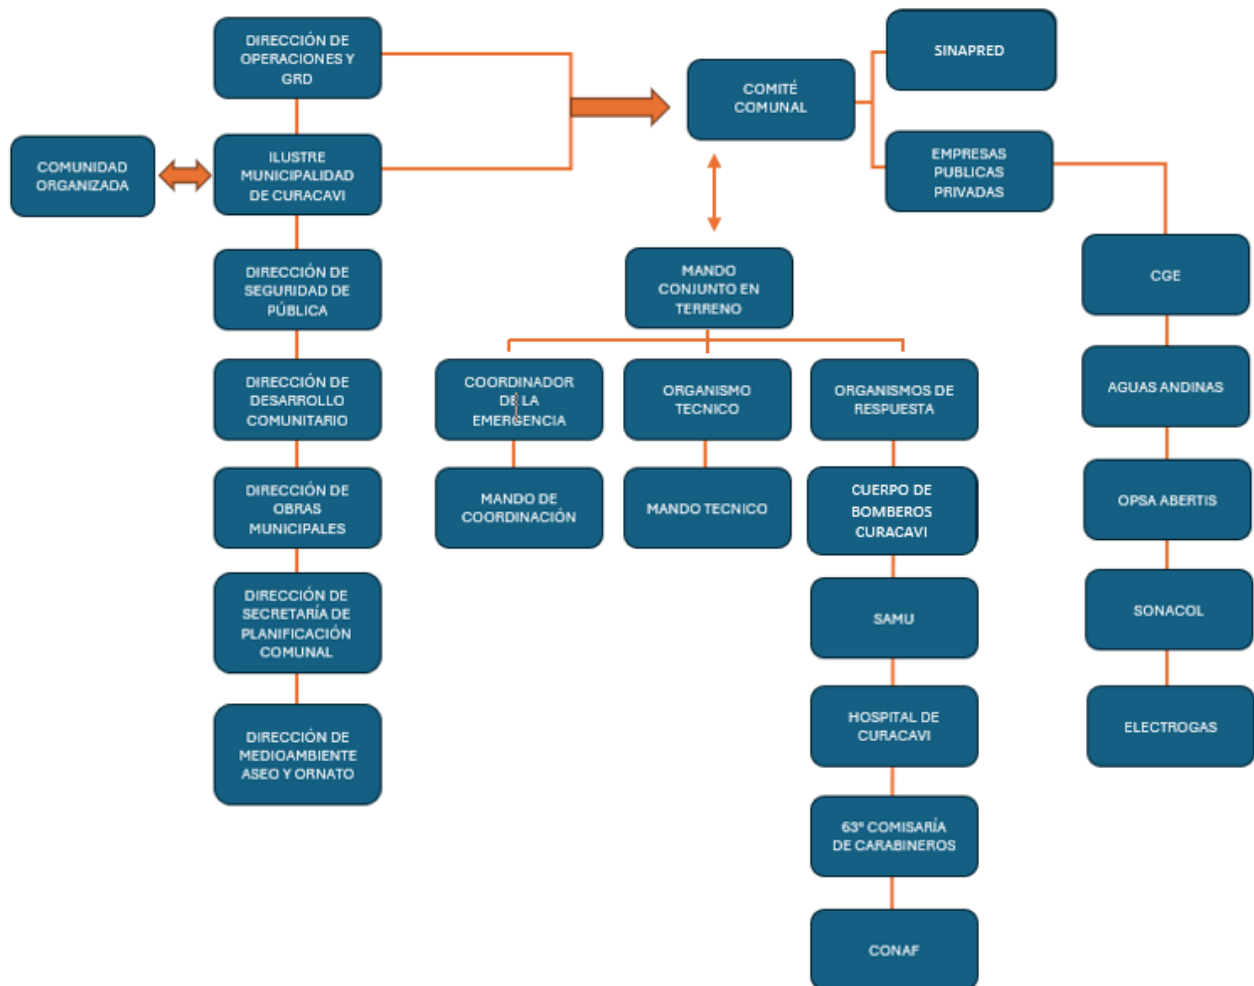 DIRECCIÓN DE
OPERACIONES Y
GRD
SINAPRED
COMITÉ
COMUNAL
COMUNIDAD
ORGANIZADA
ILUSTRE
MUNICIPALIDAD
DE CURACAVI
EMPRESAS
PUBLICAS
PRIVADAS
DIRECCIÓN DE
SEGURIDAD DE
PÚBLICA
MANDO
CONJUNTO EN
TERRENO
CGE
DIRECCIÓN DE
DESARROLLO
COMUNITARIO
COORDINADOR
DE LA
EMERGENCIA
ORGANISMO
TECNICO
ORGANISMOS DE
RESPUESTA
AGUAS ANDINAS
DIRECCIÓN DE
OBRAS
MUNICIPALES
MANDO DE
COORDINACIÓN
MANDO TECNICO
CUERPO DE
BOMBEROS
CURACAVI
OPSA ABERTIS
DIRECCIÓN DE
SECRETARÍA DE
PLANIFICACIÓN
COMUNAL
SAMU
SONACOL
DIRECCIÓN DE
MEDIOAMBIENTE
ASEO Y ORNATO
HOSPITAL DE
CURACAVI
ELECTROGAS
63º COMISARÍA
DE CARABINEROS
CONAF